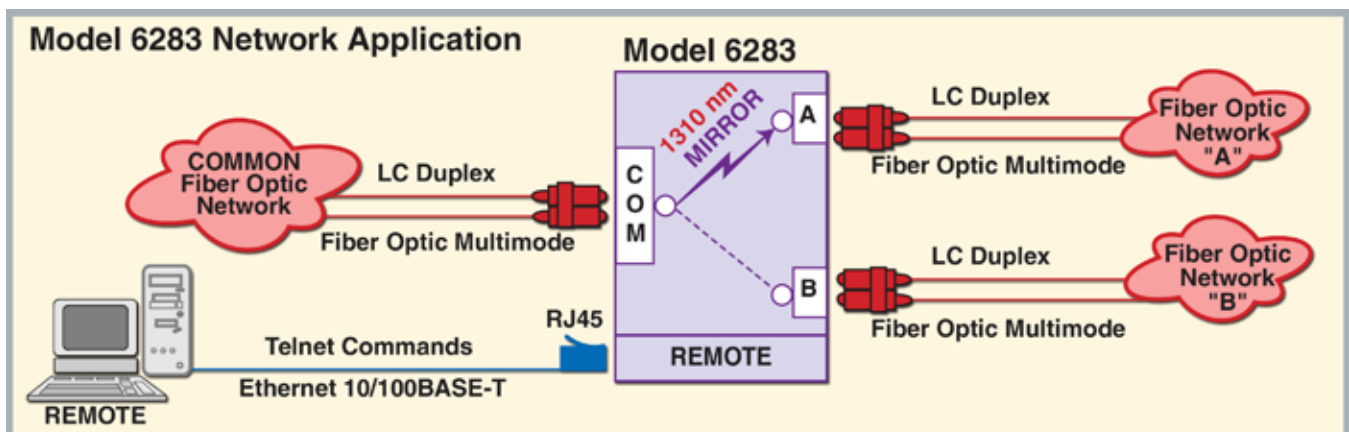 Model 6283 Network Application
Model 6283
COMMON
Fiber Optic
Network
LC Duplex
Fiber Optic Multimode
COM
1310 nm
MIRROR
A
B
LC Duplex
Fiber Optic Multimode
Fiber Optic
Network
"A"
LC Duplex
Fiber Optic Multimode
Fiber Optic
Network
"B"
RJ45
REMOTE
Telnet Commands
Ethernet 10/100BASE-T
REMOTE